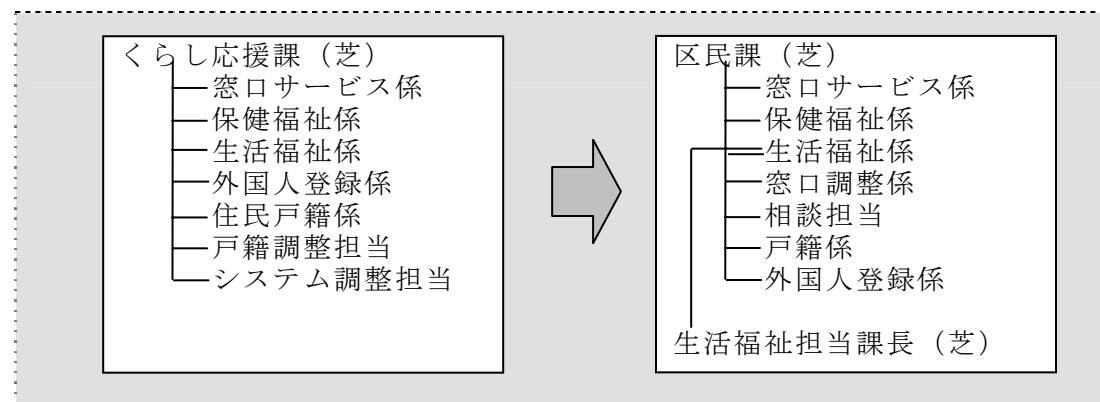 くらし応援課（芝）
窓口サービス係
保健福祉係
生活福祉係
外国人登録係
住民戸籍係
戸籍調整担当
システム調整担当
区民課（芝）
窓口サービス係
保健福祉係
生活福祉係
窓口調整係
相談担当
戸籍係
外国人登録係
生活福祉担当課長（芝）